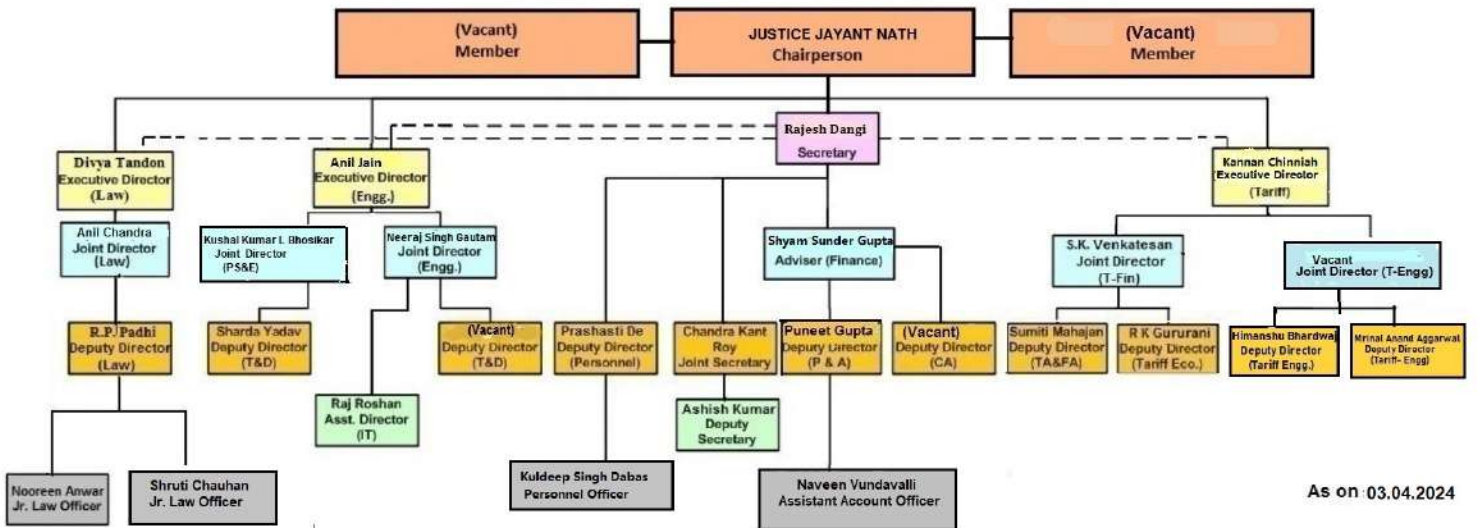 (Vacant)
Member
JUSTICE JAYANT NATH
Chairperson
(Vacant)
Member
Rajesh Dangi
Secretary
Divya Tandon
Executive Director
(Law)
Anil Jain
Executive Director
(Engg.)
Kannan Chinniah
Executive Director
(Tariff)
Anil Chandra
Joint Director
(Law)
Kushal Kumar L Bhosikar
Joint Director
(PS&E)
Neeraj Singh Gautam
Joint Director
(Engg.)
Shyam Sunder Gupta
Adviser (Finance)
S.K. Venkatesan
Joint Director
(T-Fin)
Vacant
Joint Director (T-Engg)
R.P. Padhi
Deputy Director
(Law)
Sharda Yadav
Deputy Director
(T&D)
(Vacant)
Deputy Director
(T&D)
Prashasti De
Deputy Director
(Personnel)
Chandra Kant
Roy
Joint Secretary
Puneet Gupta
Deputy Director
(P & A)
(Vacant)
Deputy Director
(CA)
Sumiti Mahajan
Deputy Director
(TA&FA)
R K Gururani
Deputy Director
(Tariff Eco.)
Himanshu Bhardwaj
Deputy Director
(Tariff Engg.)
Mrinal Anand Aggarwal
Deputy Director
(Tariff- Engg)
Raj Roshan
Asst. Director
(IT)
Ashish Kumar
Deputy
Secretary
Nooreen Anwar
Jr. Law Officer
Shruti Chauhan
Jr. Law Officer
Kuldeep Singh Dabas
Personnel Officer
Naveen Vundavalli
Assistant Account Officer
As on 03.04.2024